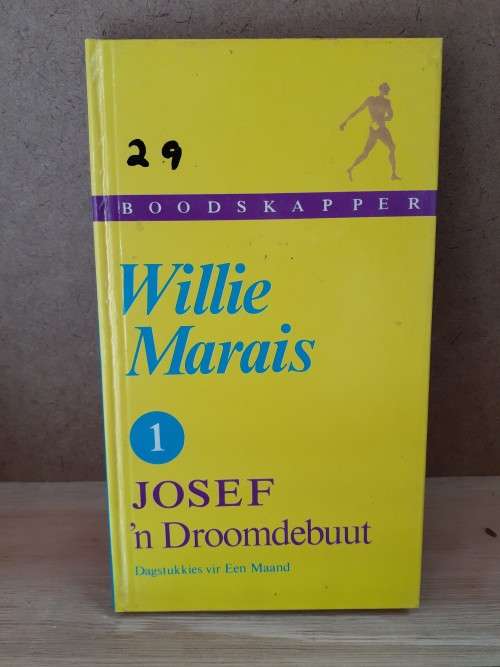 29
BOODSKAPPER
Willie
Marais
1
JOSEF
'n Droomdebuut
Dagstukkies vir Een Maand